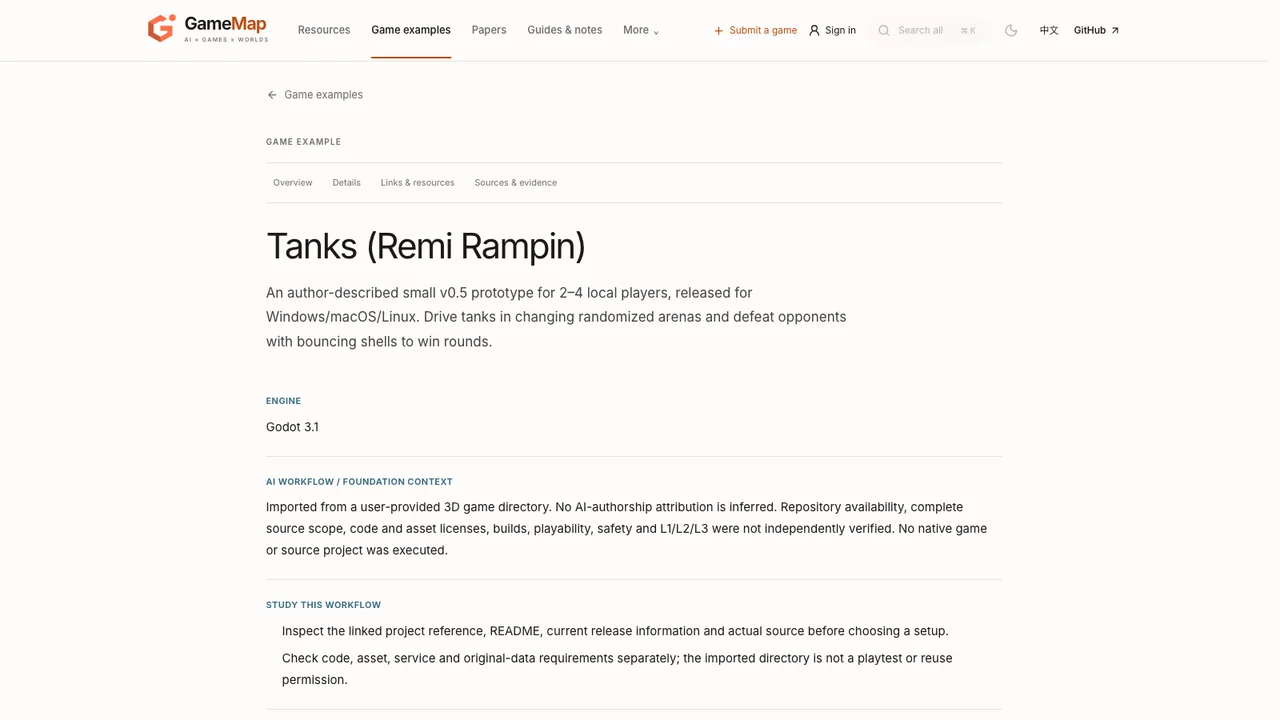 GameMap
AI × GAMES × WORLDS
Resources
Game examples
Papers
Guides & notes
More
Submit a game
Sign in
Search all
⌘ K
中文
GitHub
Game examples
GAME EXAMPLE
Overview
Details
Links & resources
Sources & evidence
Tanks (Remi Rampin)
An author-described small v0.5 prototype for 2–4 local players, released for
Windows/macOS/Linux. Drive tanks in changing randomized arenas and defeat opponents
with bouncing shells to win rounds.
ENGINE
Godot 3.1
AI WORKFLOW / FOUNDATION CONTEXT
Imported from a user-provided 3D game directory. No AI-authorship attribution is inferred. Repository availability, complete
source scope, code and asset licenses, builds, playability, safety and L1/L2/L3 were not independently verified. No native game
or source project was executed.
STUDY THIS WORKFLOW
Inspect the linked project reference, README, current release information and actual source before choosing a setup.
Check code, asset, service and original-data requirements separately; the imported directory is not a playtest or reuse
permission.